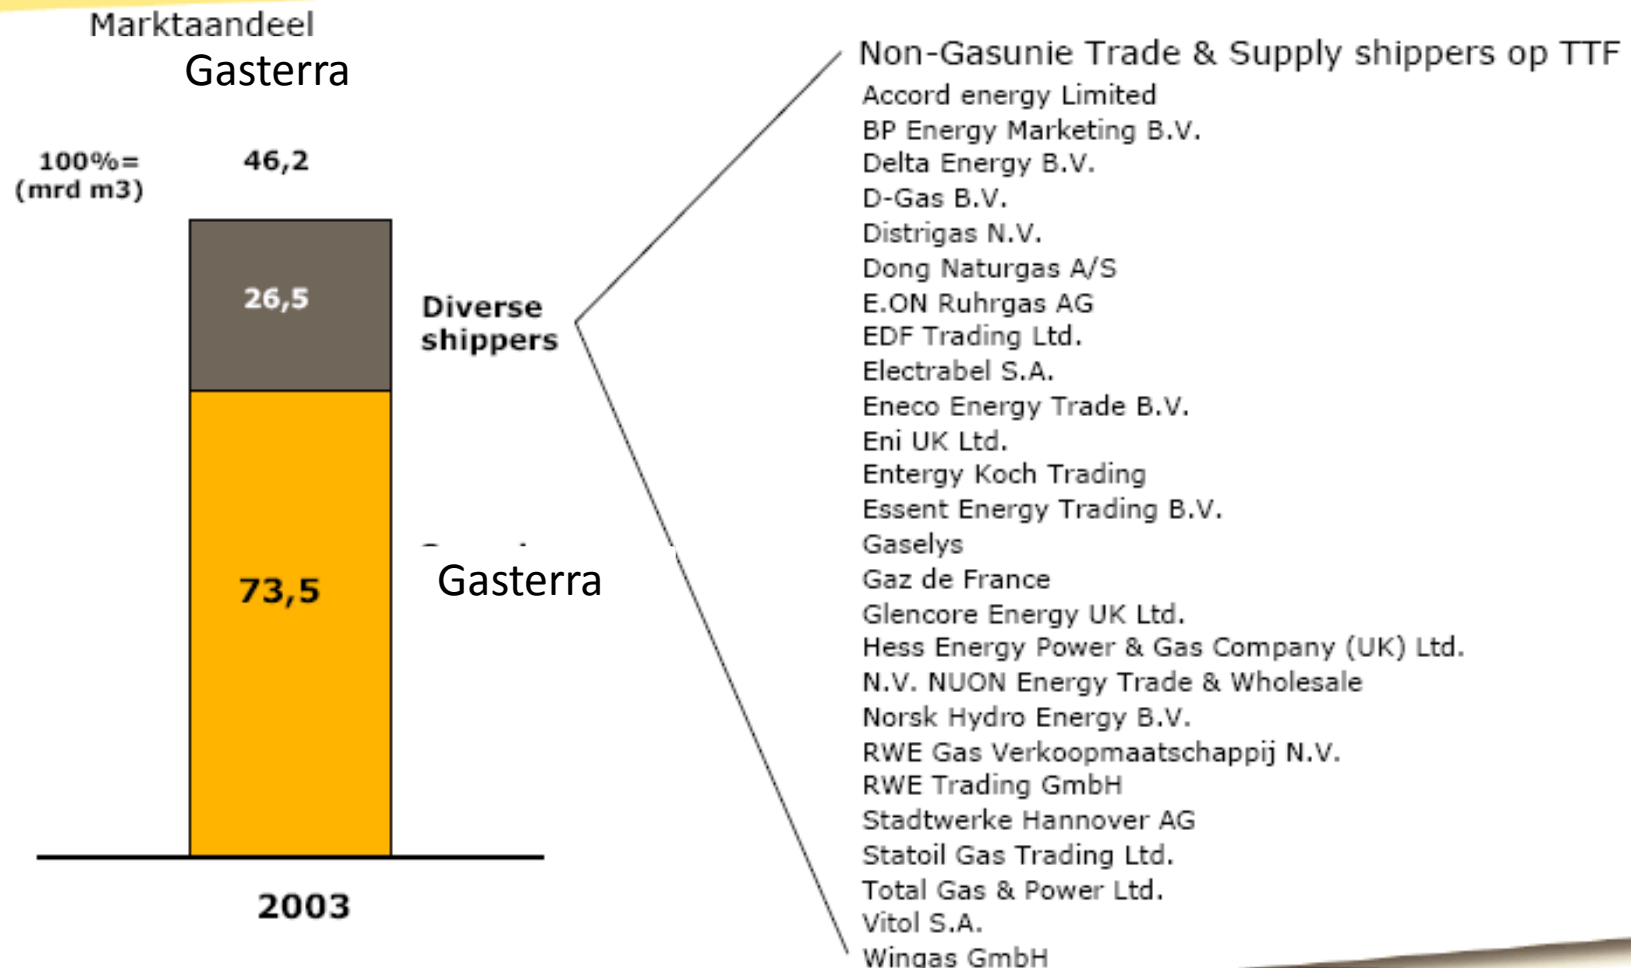 Marktaandeel
Gasterra
100%=
(mrd m3)
46,2
26,5
73,5
2003
Diverse
shippers
Gasterra
Non-Gasunie Trade & Supply shippers op TTF
Accord energy Limited
BP Energy Marketing B.V.
Delta Energy B.V.
D-Gas B.V.
Distrigas N.V.
Dong Naturgas A/S
E.ON Ruhrgas AG
EDF Trading Ltd.
Electrabel S.A.
Eneco Energy Trade B.V.
Eni UK Ltd.
Entergy Koch Trading
Essent Energy Trading B.V.
Gaselys
Gaz de France
Glencore Energy UK Ltd.
Hess Energy Power & Gas Company (UK) Ltd.
N.V. NUON Energy Trade & Wholesale
Norsk Hydro Energy B.V.
RWE Gas Verkoopmaatschappij N.V.
RWE Trading GmbH
Stadtwerke Hannover AG
Statoil Gas Trading Ltd.
Total Gas & Power Ltd.
Vitol S.A.
Wingas GmbH